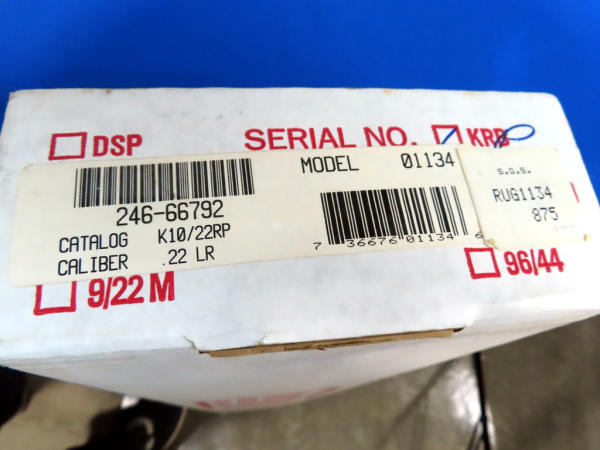 DSP SERIAL NO. KRB
MODEL 01134
246-66792
CATALOG K10/22RP
CALIBER .22 LR
7 36676 01134 6
S.G.S.
RUG1134
875
9/22 M
96/44